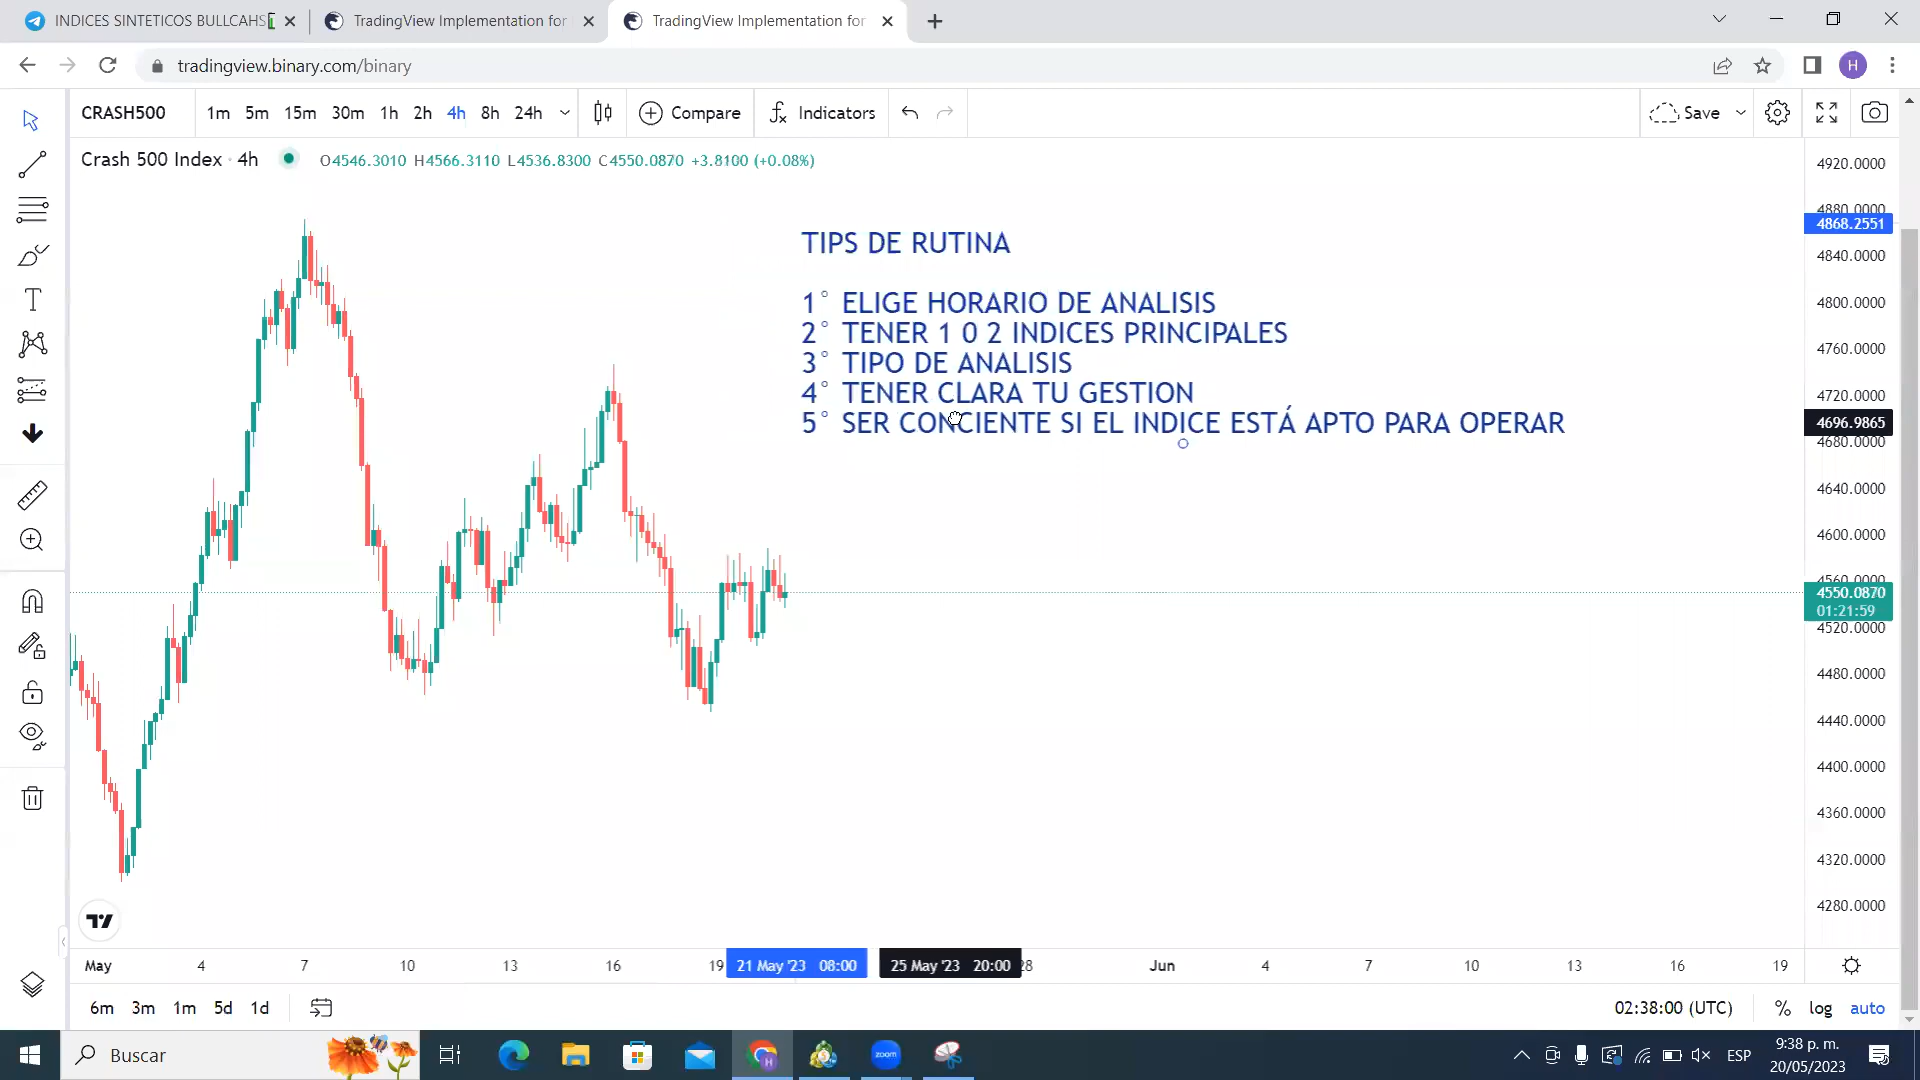 INDICES SINTETICOS BULLCAHS
TradingView Implementation for
TradingView Implementation for
tradingview.binary.com/binary
H
CRASH500
1m 5m 15m 30m 1h 2h 4h 8h 24h
Compare
Indicators
Save
Crash 500 Index · 4h
O4546.3010 H4566.3110 L4536.8300 C4550.0870 +3.8100 (+0.08%)
TIPS DE RUTINA
1° ELIGE HORARIO DE ANALISIS
2° TENER 1 0 2 INDICES PRINCIPALES
3° TIPO DE ANALISIS
4° TENER CLARA TU GESTION
5° SER CONCIENTE SI EL INDICE ESTÁ APTO PARA OPERAR
4920.0000
4880.0000
4868.2551
4840.0000
4800.0000
4760.0000
4720.0000
4696.9865
4680.0000
4640.0000
4600.0000
4560.0000
4550.0870
01:21:59
4520.0000
4480.0000
4440.0000
4400.0000
4360.0000
4320.0000
4280.0000
May 4 7 10 13 16 19 21 May '23 08:00 25 May '23 20:00 28 Jun 4 7 10 13 16 19
6m 3m 1m 5d 1d
02:38:00 (UTC) % log auto
Buscar
zoom
ESP
9:38 p. m.
20/05/2023